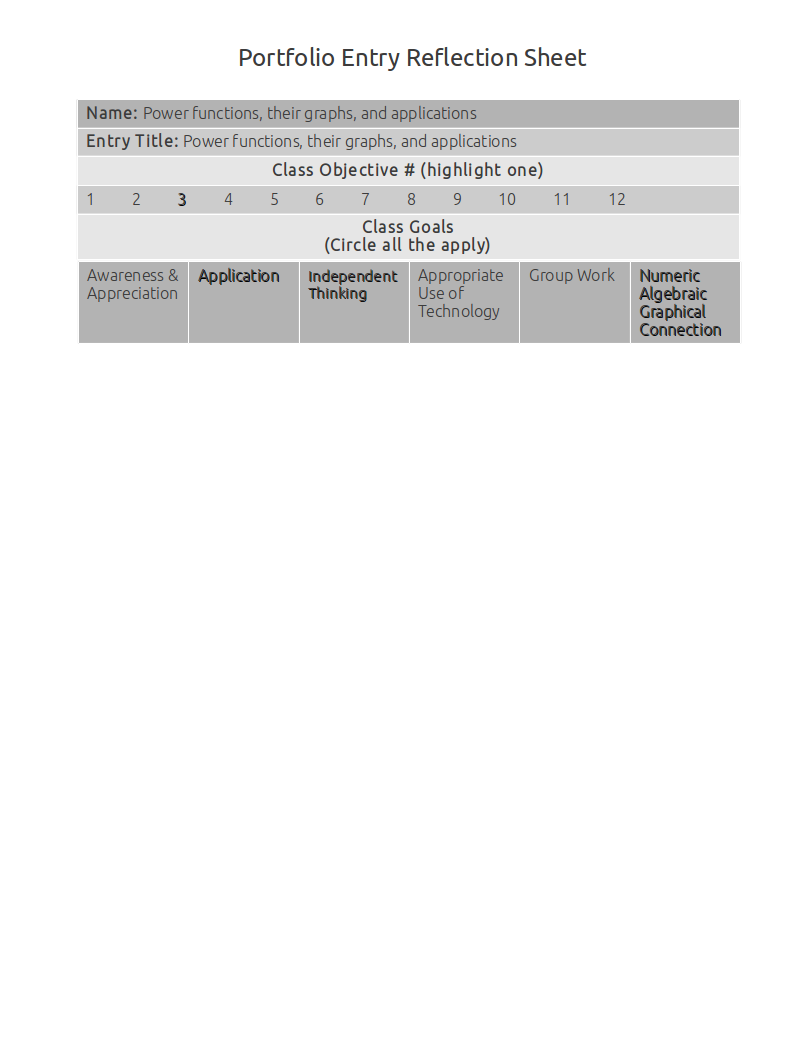 Portfolio Entry Reflection Sheet
Name: Power functions, their graphs, and applications
Entry Title: Power functions, their graphs, and applications
Class Objective # (highlight one)
1 2 3 4 5 6 7 8 9 10 11 12
Class Goals
(Circle all the apply)
Awareness &
Appreciation
Application
Independent
Thinking
Appropriate
Use of
Technology
Group Work
Numeric
Algebraic
Graphical
Connection